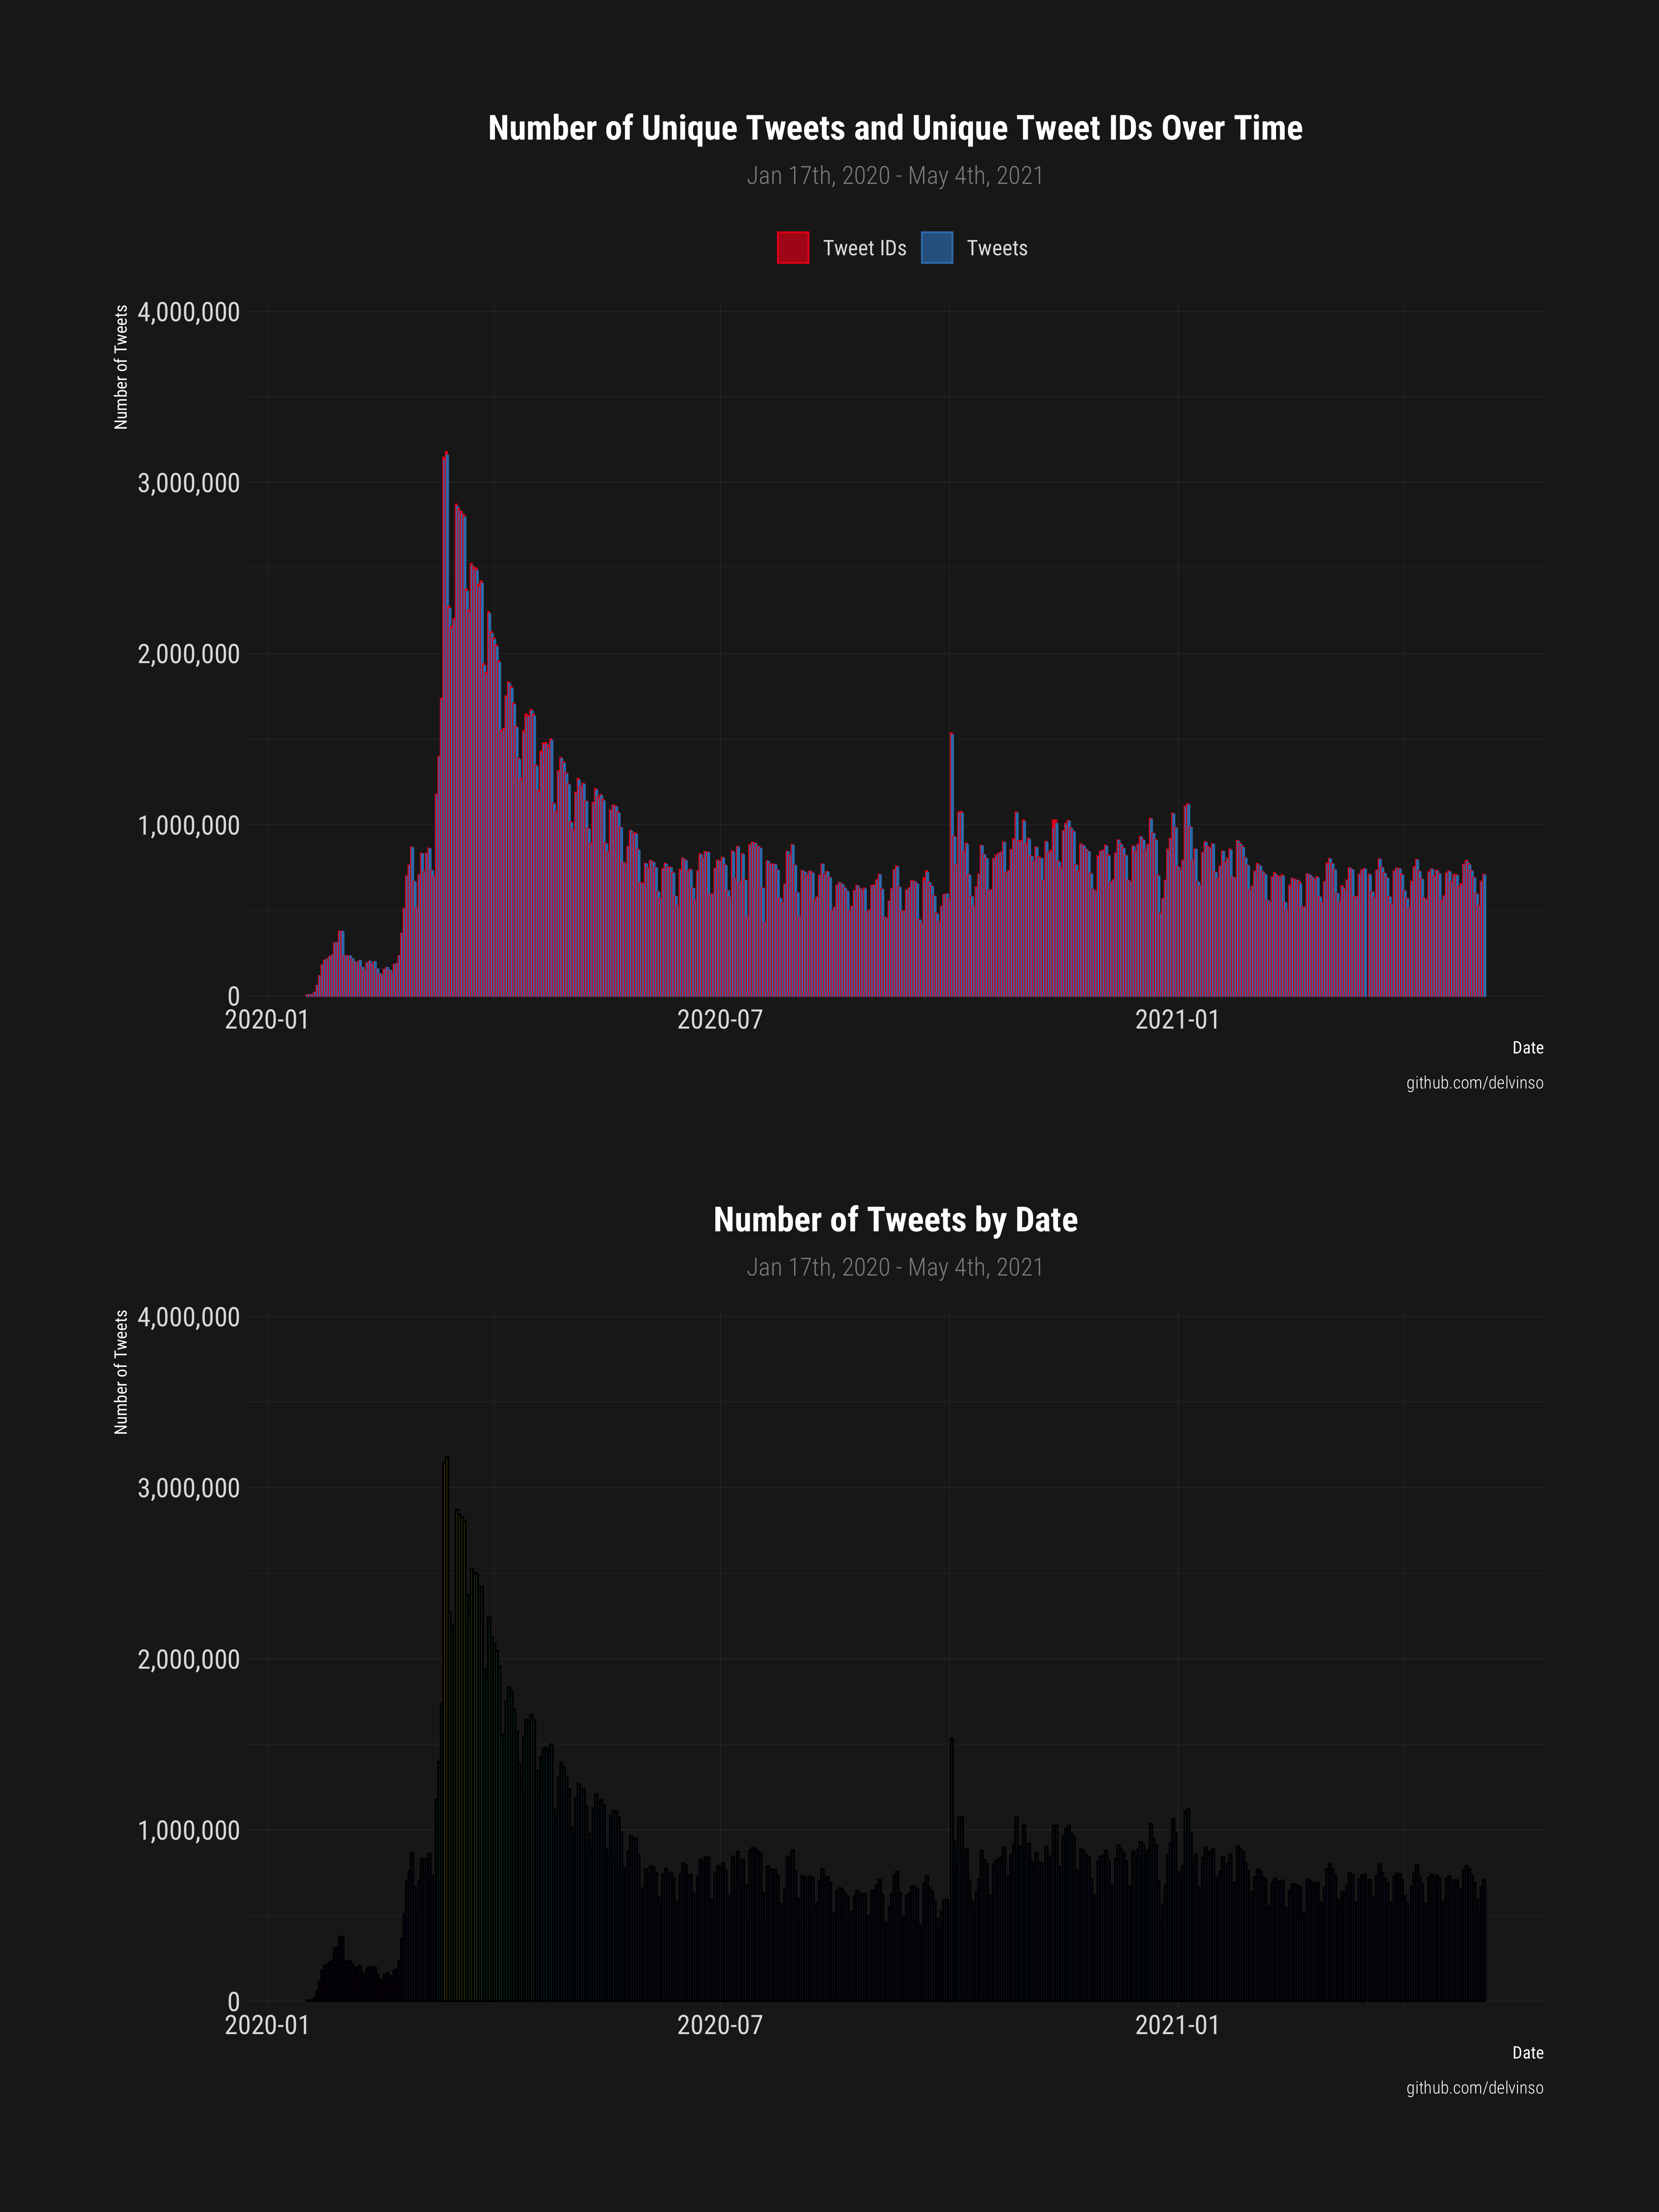 Number of Unique Tweets and Unique Tweet IDs Over Time
Jan 17th, 2020 - May 4th, 2021
Tweet IDs Tweets
Number of Tweets
4,000,000
3,000,000
2,000,000
1,000,000
0
2020-01 2020-07 2021-01
Date
github.com/delvinso
Number of Tweets by Date
Jan 17th, 2020 - May 4th, 2021
Number of Tweets
4,000,000
3,000,000
2,000,000
1,000,000
0
2020-01 2020-07 2021-01
Date
github.com/delvinso